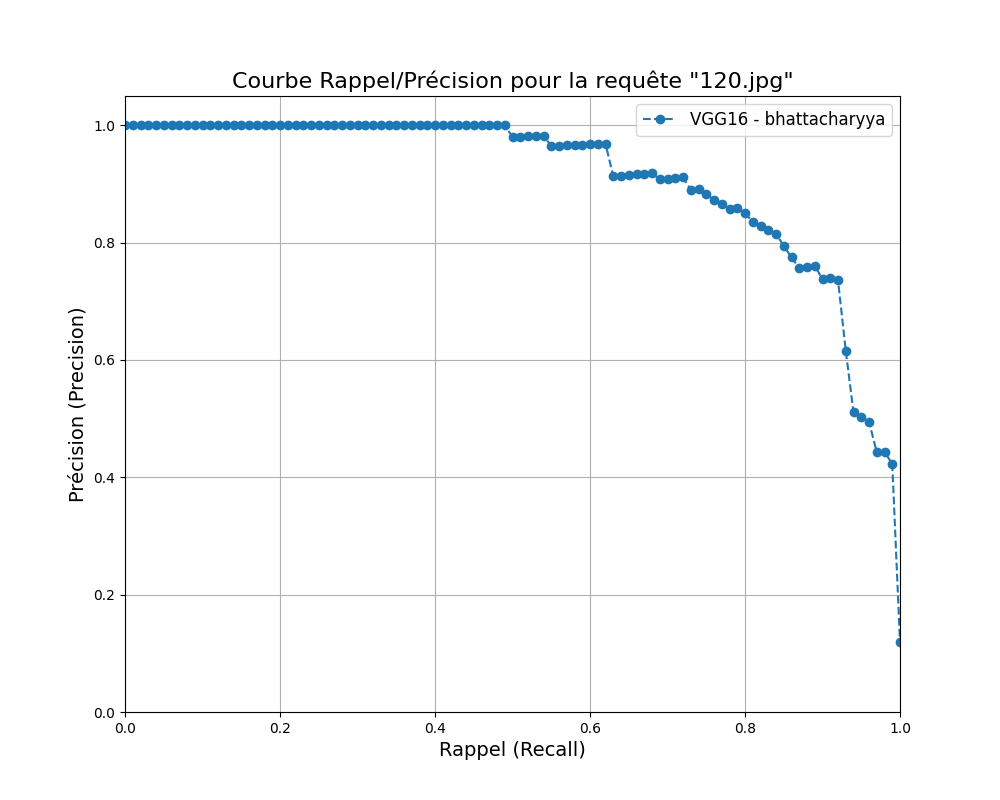 Courbe Rappel/Précision pour la requête "120.jpg"
VGG16 - bhattacharyya
1.0
0.8
0.6
0.4
0.2
0.0
Précision (Precision)
0.0 0.2 0.4 0.6 0.8 1.0
Rappel (Recall)